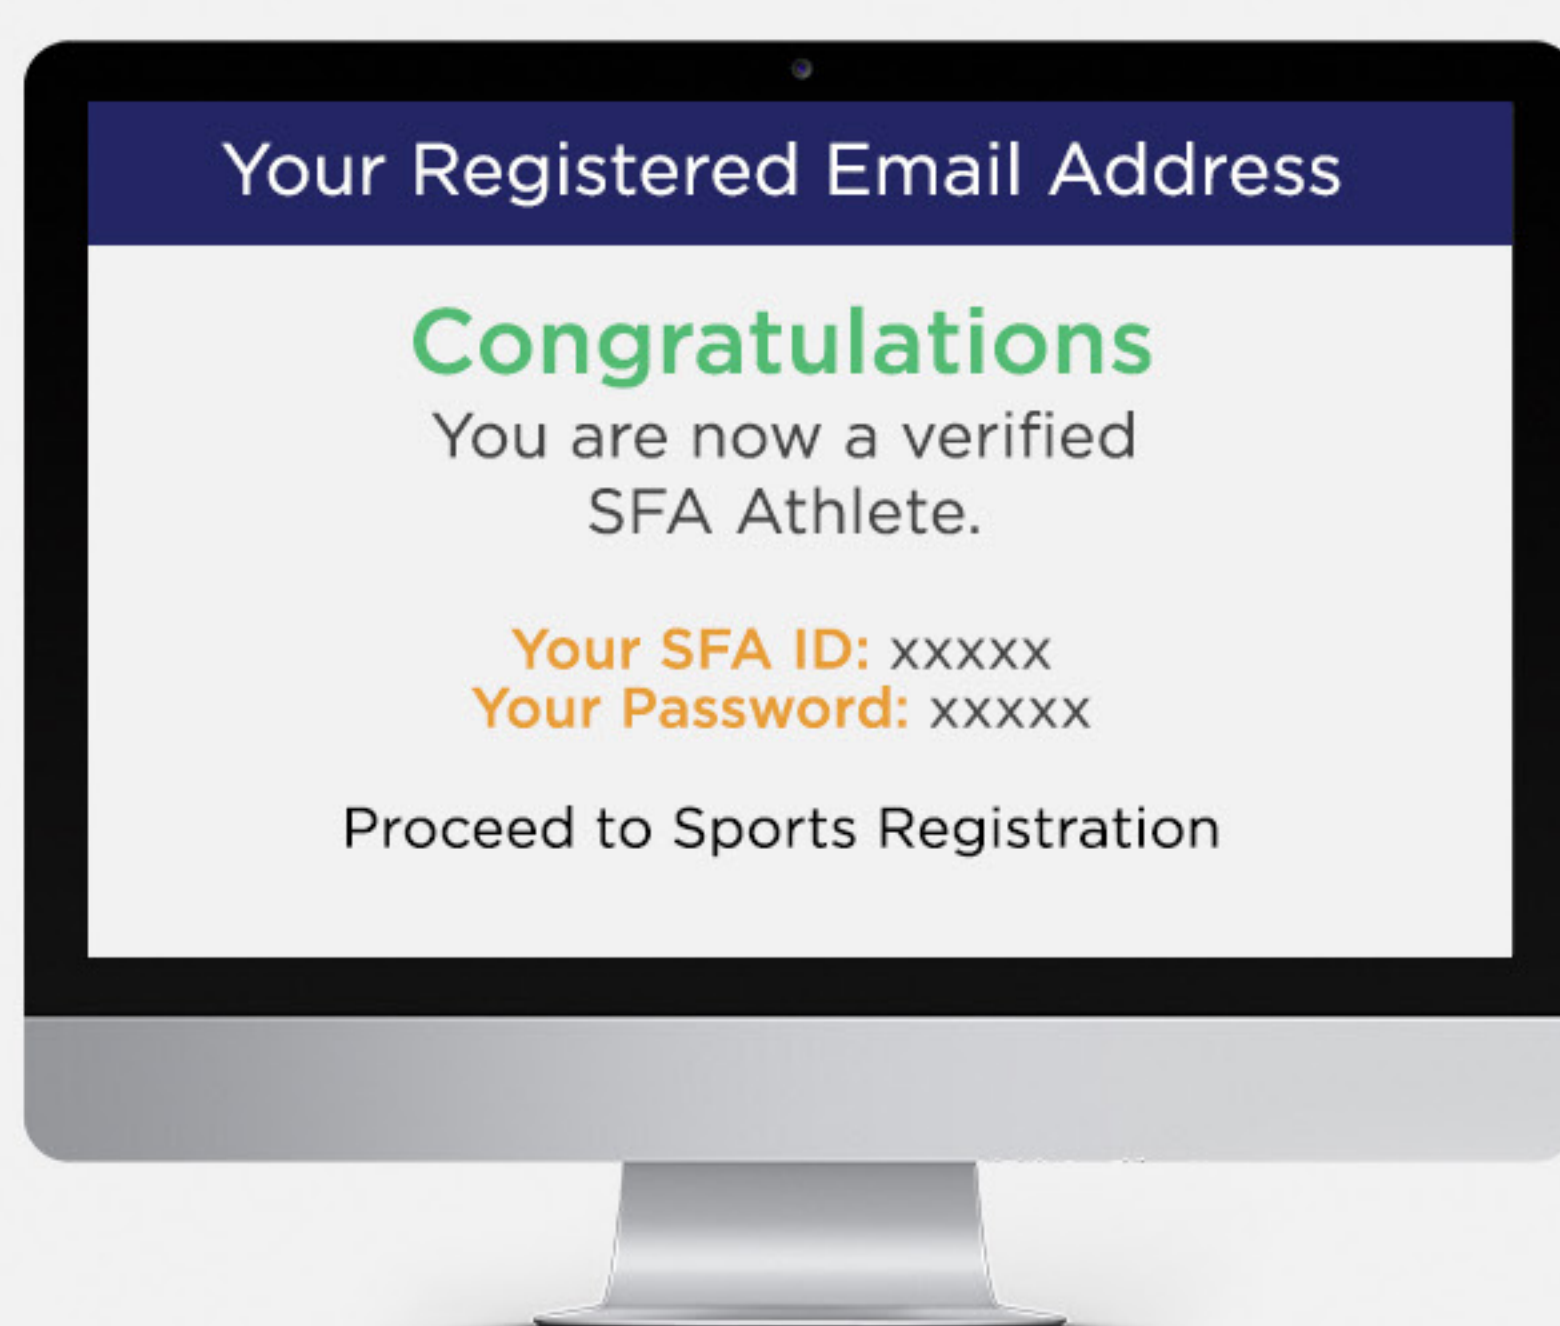 Your Registered Email Address
Congratulations
You are now a verified
SFA Athlete.
Your SFA ID: xxxxx
Your Password: xxxxx
Proceed to Sports Registration